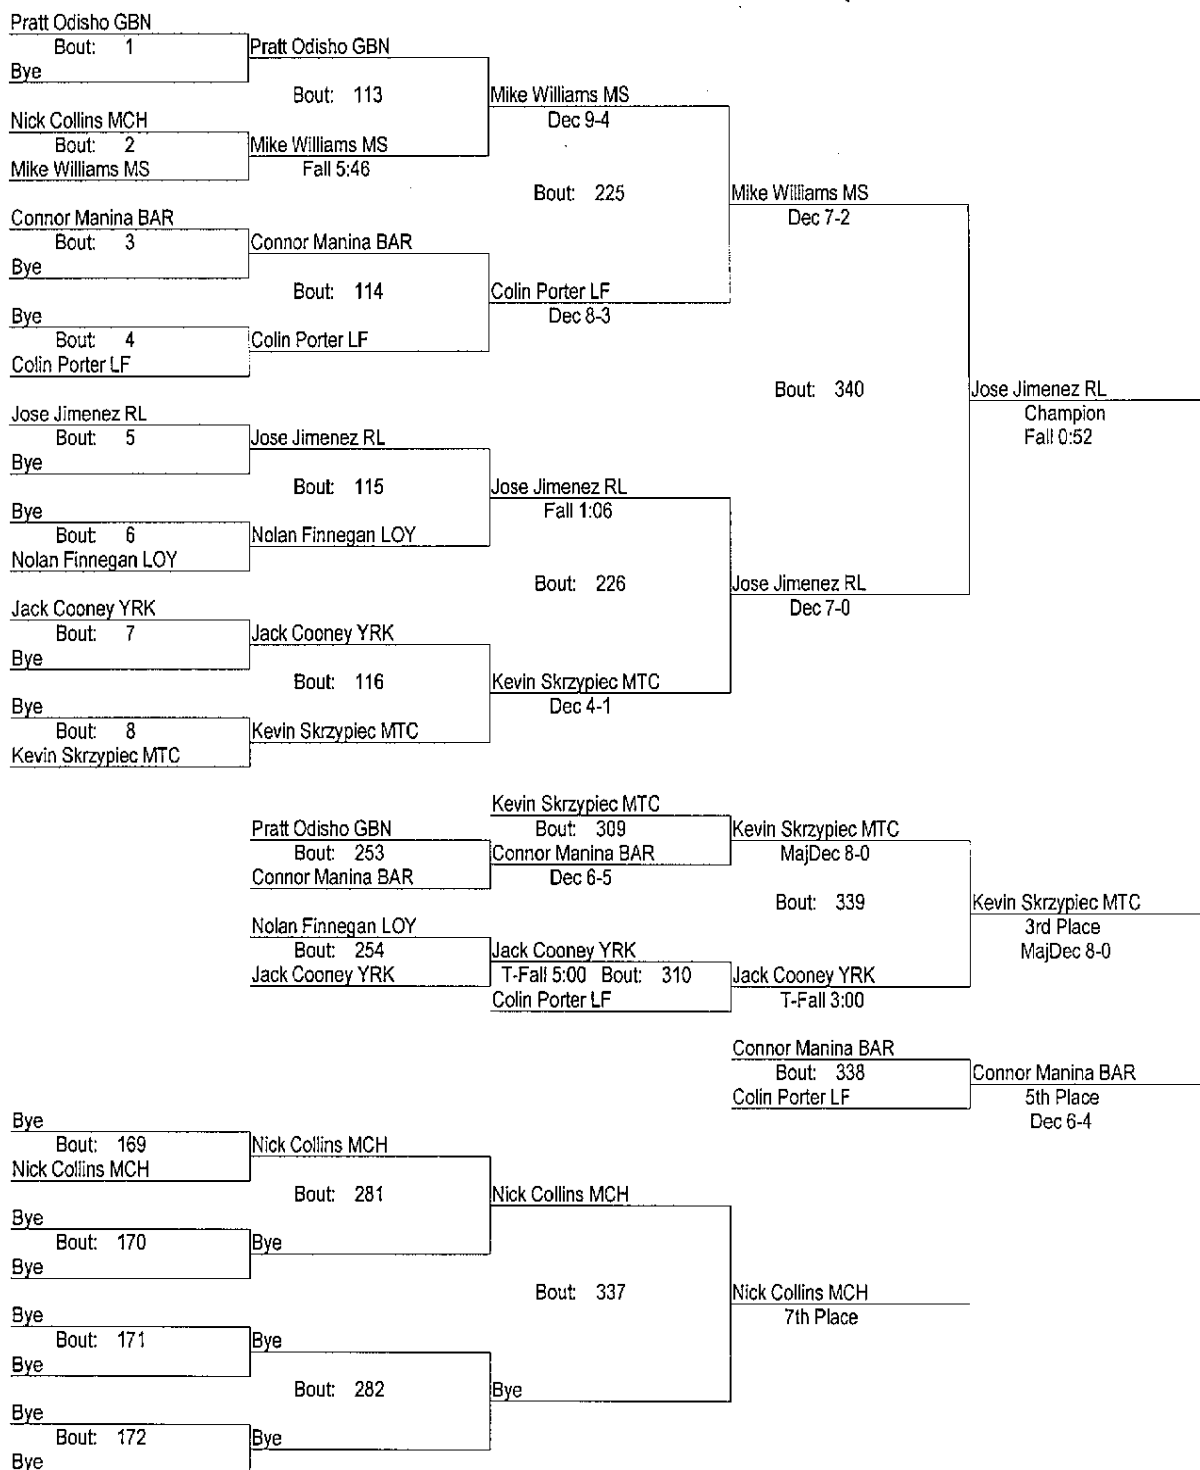 Pratt Odisho GBN
Bout: 1
Bye
Pratt Odisho GBN
Bout: 113
Nick Collins MCH
Bout: 2
Mike Williams MS
Mike Williams MS
Fall 5:46
Mike Williams MS
Dec 9-4
Bout: 225
Connor Manina BAR
Bout: 3
Bye
Connor Manina BAR
Bout: 114
Bye
Bout: 4
Colin Porter LF
Colin Porter LF
Colin Porter LF
Dec 8-3
Mike Williams MS
Dec 7-2
Bout: 340
Jose Jimenez RL
Champion
Fall 0:52
Jose Jimenez RL
Bout: 5
Bye
Jose Jimenez RL
Bout: 115
Bye
Bout: 6
Nolan Finnegan LOY
Nolan Finnegan LOY
Jose Jimenez RL
Fall 1:06
Bout: 226
Jose Jimenez RL
Dec 7-0
Jack Cooney YRK
Bout: 7
Bye
Jack Cooney YRK
Bout: 116
Bye
Bout: 8
Kevin Skrzypiec MTC
Kevin Skrzypiec MTC
Kevin Skrzypiec MTC
Dec 4-1
Kevin Skrzypiec MTC
Bout: 309
Pratt Odisho GBN
Bout: 253
Connor Manina BAR
Connor Manina BAR
Dec 6-5
Kevin Skrzypiec MTC
MajDec 8-0
Bout: 339
Kevin Skrzypiec MTC
3rd Place
MajDec 8-0
Nolan Finnegan LOY
Bout: 254
Jack Cooney YRK
Jack Cooney YRK
T-Fall 5:00 Bout: 310
Colin Porter LF
Jack Cooney YRK
T-Fall 3:00
Connor Manina BAR
Bout: 338
Colin Porter LF
Connor Manina BAR
5th Place
Dec 6-4
Bye
Bout: 169
Nick Collins MCH
Nick Collins MCH
Bout: 281
Bye
Bout: 170
Bye
Bye
Nick Collins MCH
Bout: 337
Nick Collins MCH
7th Place
Bye
Bout: 171
Bye
Bye
Bout: 282
Bye
Bye
Bout: 172
Bye
Bye